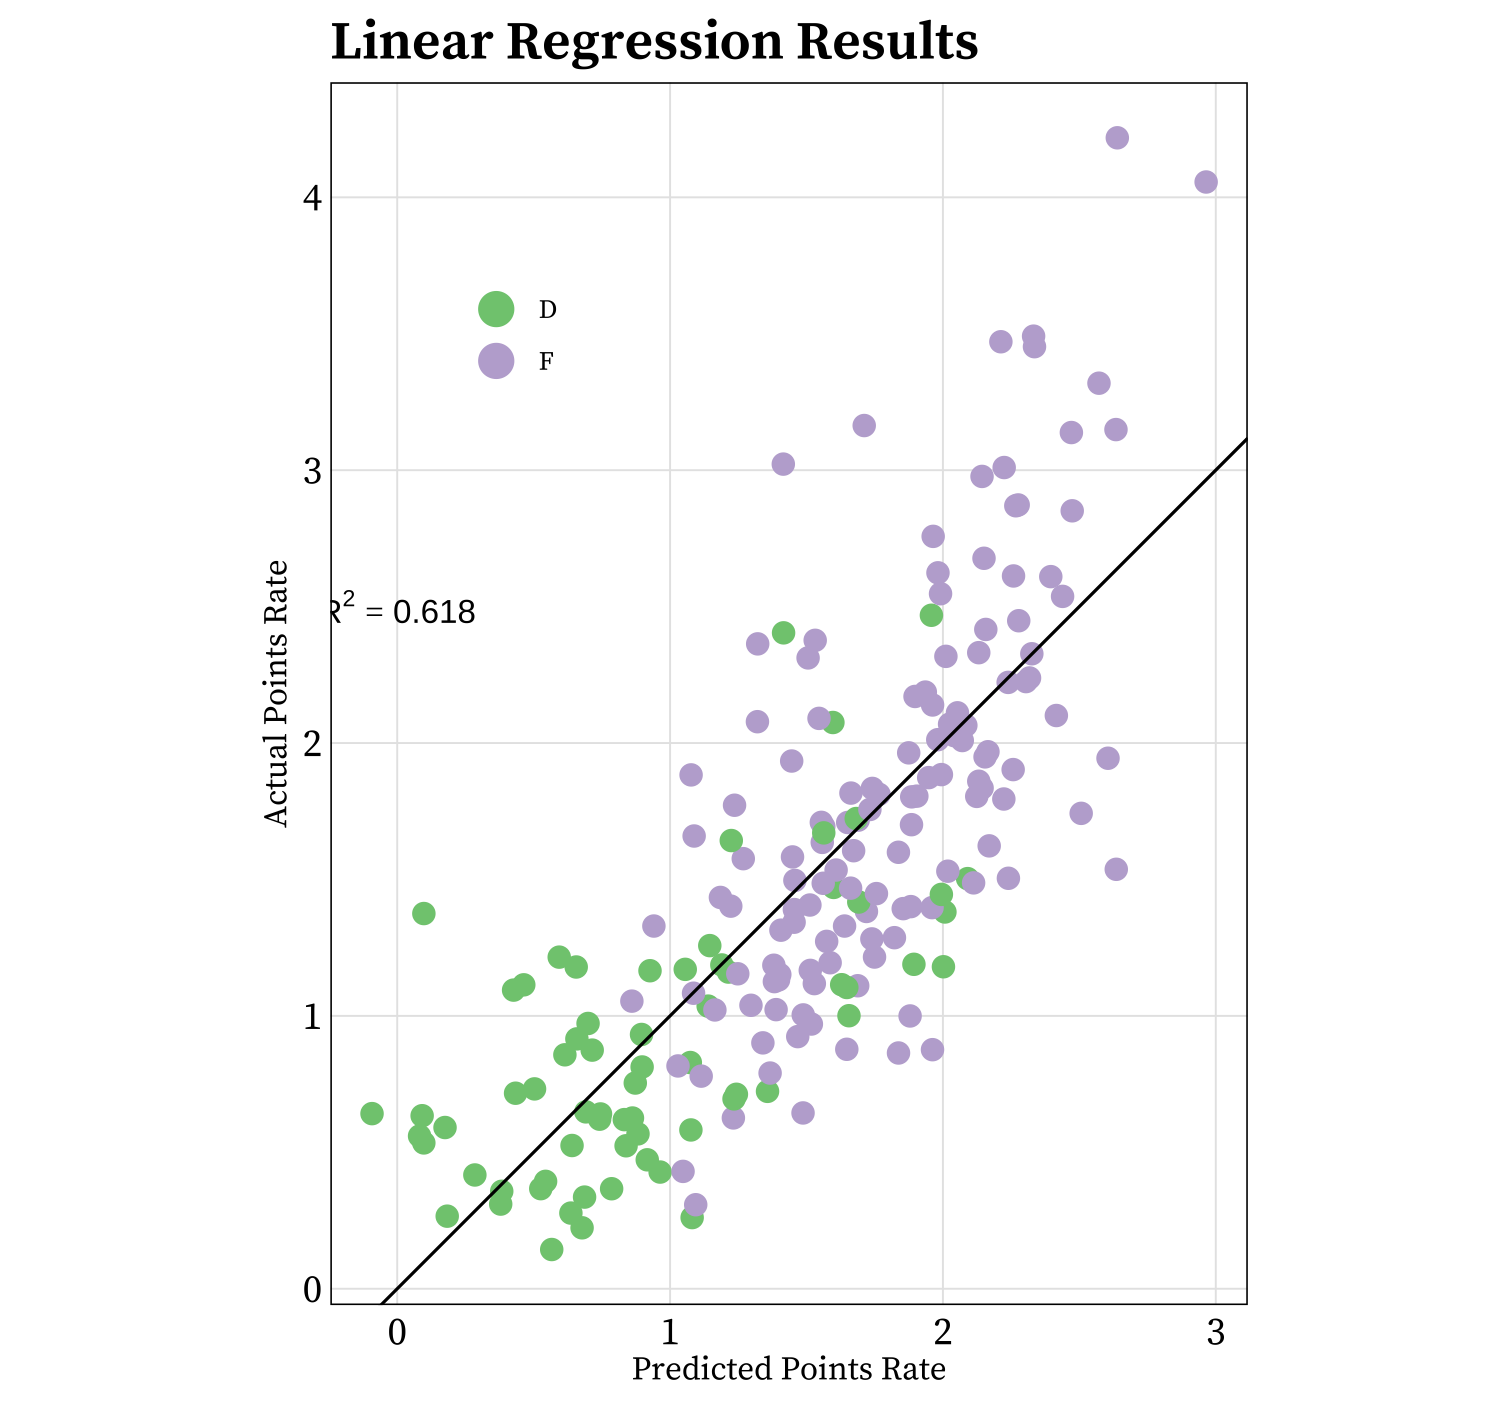 Linear Regression Results
4
D
F
3
R² = 0.618
Actual Points Rate
2
1
0
0 1 2 3
Predicted Points Rate